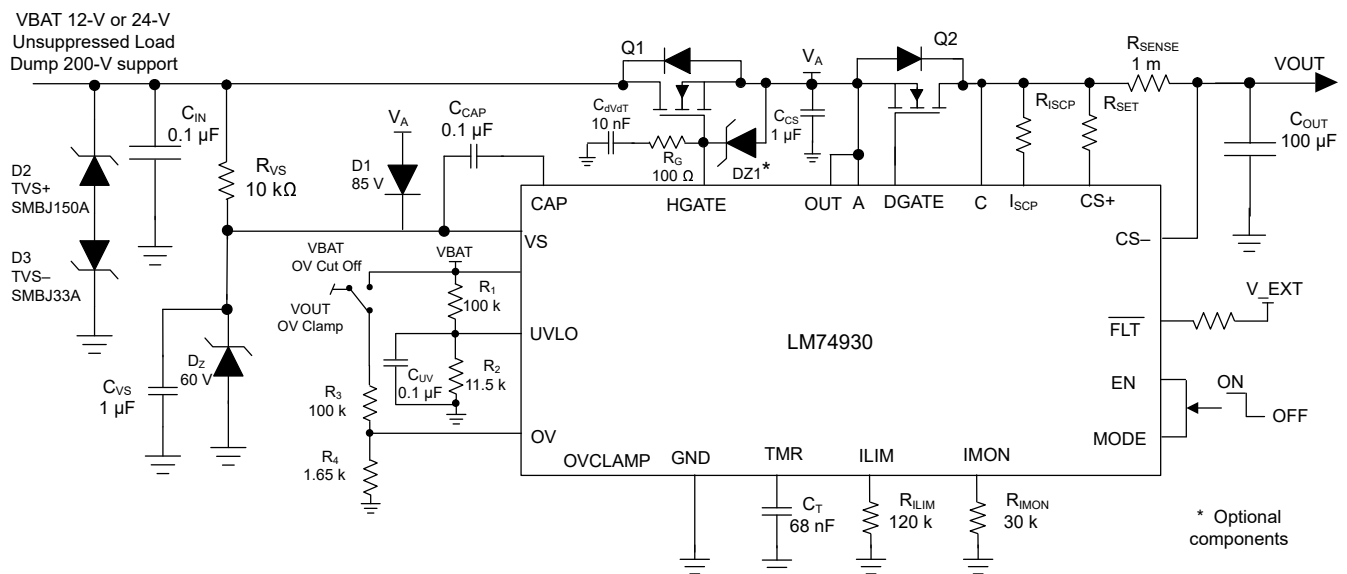 VBAT 12-V or 24-V
Unsuppressed Load
Dump 200-V support
Q1
VA
Q2
RSENSE
1 m
VOUT
CIN
0.1 µF
CCAP
0.1 µF
VA
CdVdT
10 nF
RG
100 Ω
DZ1
*
CCS
1 µF
RISCP
RSET
COUT
100 µF
D2
TVS+
SMBJ150A
RVS
10 kΩ
D1
85 V
CAP
HGATE
OUT
A
DGATE
C
ISCP
CS+
D3
TVS–
SMBJ33A
VS
CS–
VBAT
OV Cut Off
VBAT
VOUT
OV Clamp
R1
100 k
UVLO
LM74930
FLT
V_EXT
CVS
1 µF
DZ
60 V
CUV
0.1 µF
R2
11.5 k
R3
100 k
EN
ON
OFF
MODE
OV
R4
1.65 k
OVCLAMP
GND
TMR
ILIM
IMON
CT
68 nF
RILIM
120 k
RIMON
30 k
* Optional
components